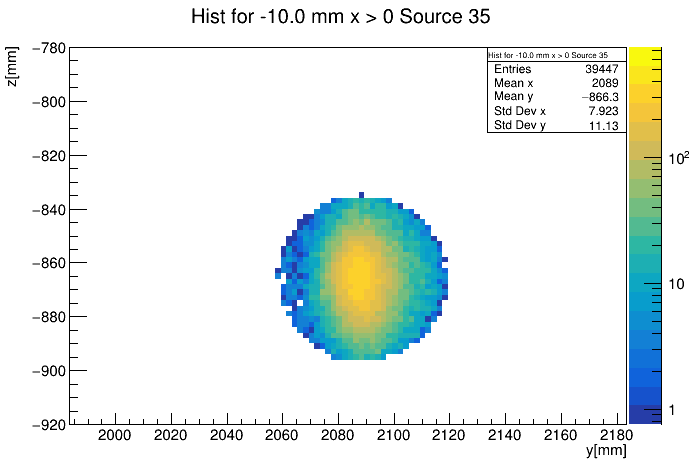 Hist for -10.0 mm x > 0 Source 35
Hist for -10.0 mm x > 0 Source 35
Entries 39447
Mean x 2089
Mean y −866.3
Std Dev x 7.923
Std Dev y 11.13
z[mm]
−780
−800
−820
−840
−860
−880
−900
−920
2000 2020 2040 2060 2080 2100 2120 2140 2160 2180
y[mm]
10²
10
1